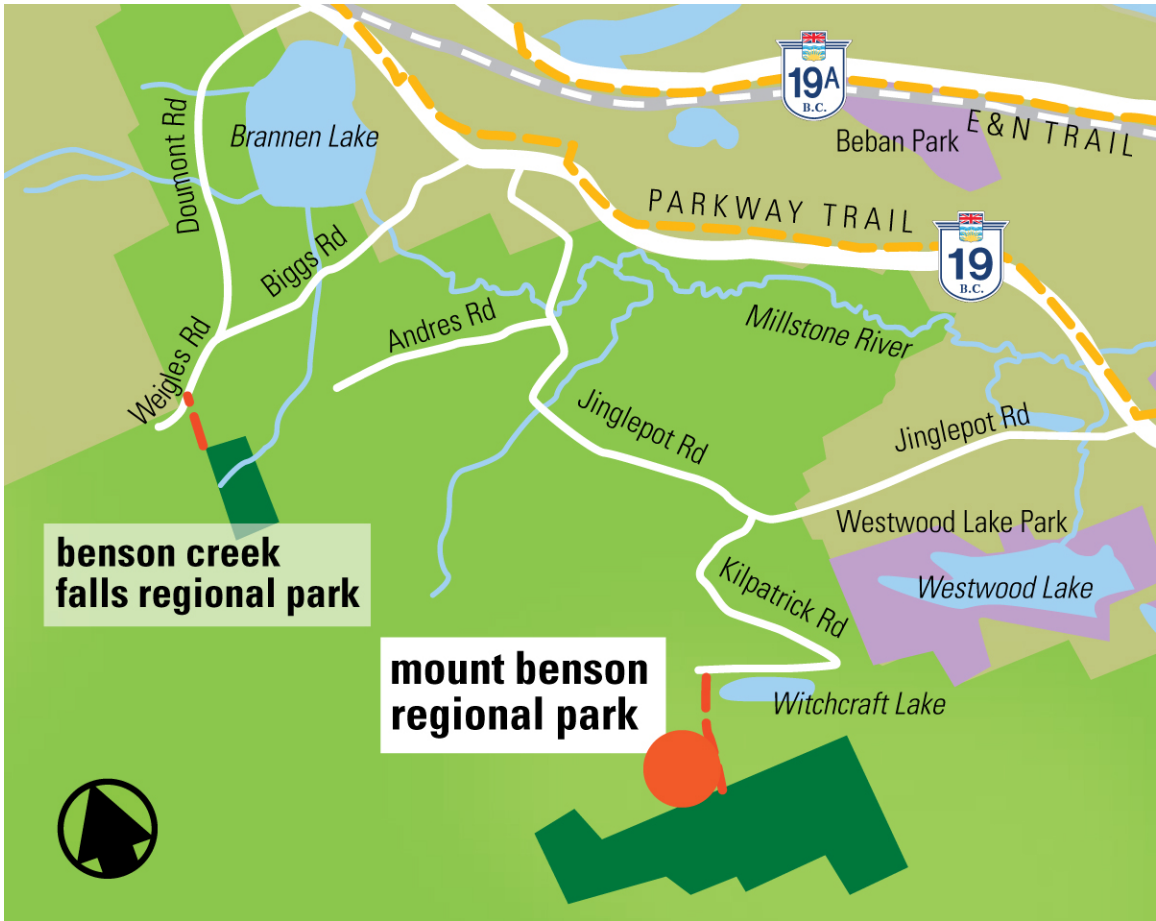 19A
B.C.
E&N TRAIL
Beban Park
Brannen Lake
Doumont Rd
PARKWAY TRAIL
19
B.C.
Biggs Rd
Andres Rd
Millstone River
Weigles Rd
Jinglepot Rd
Jinglepot Rd
Westwood Lake Park
benson creek
falls regional park
Kilpatrick Rd
Westwood Lake
mount benson
regional park
Witchcraft Lake